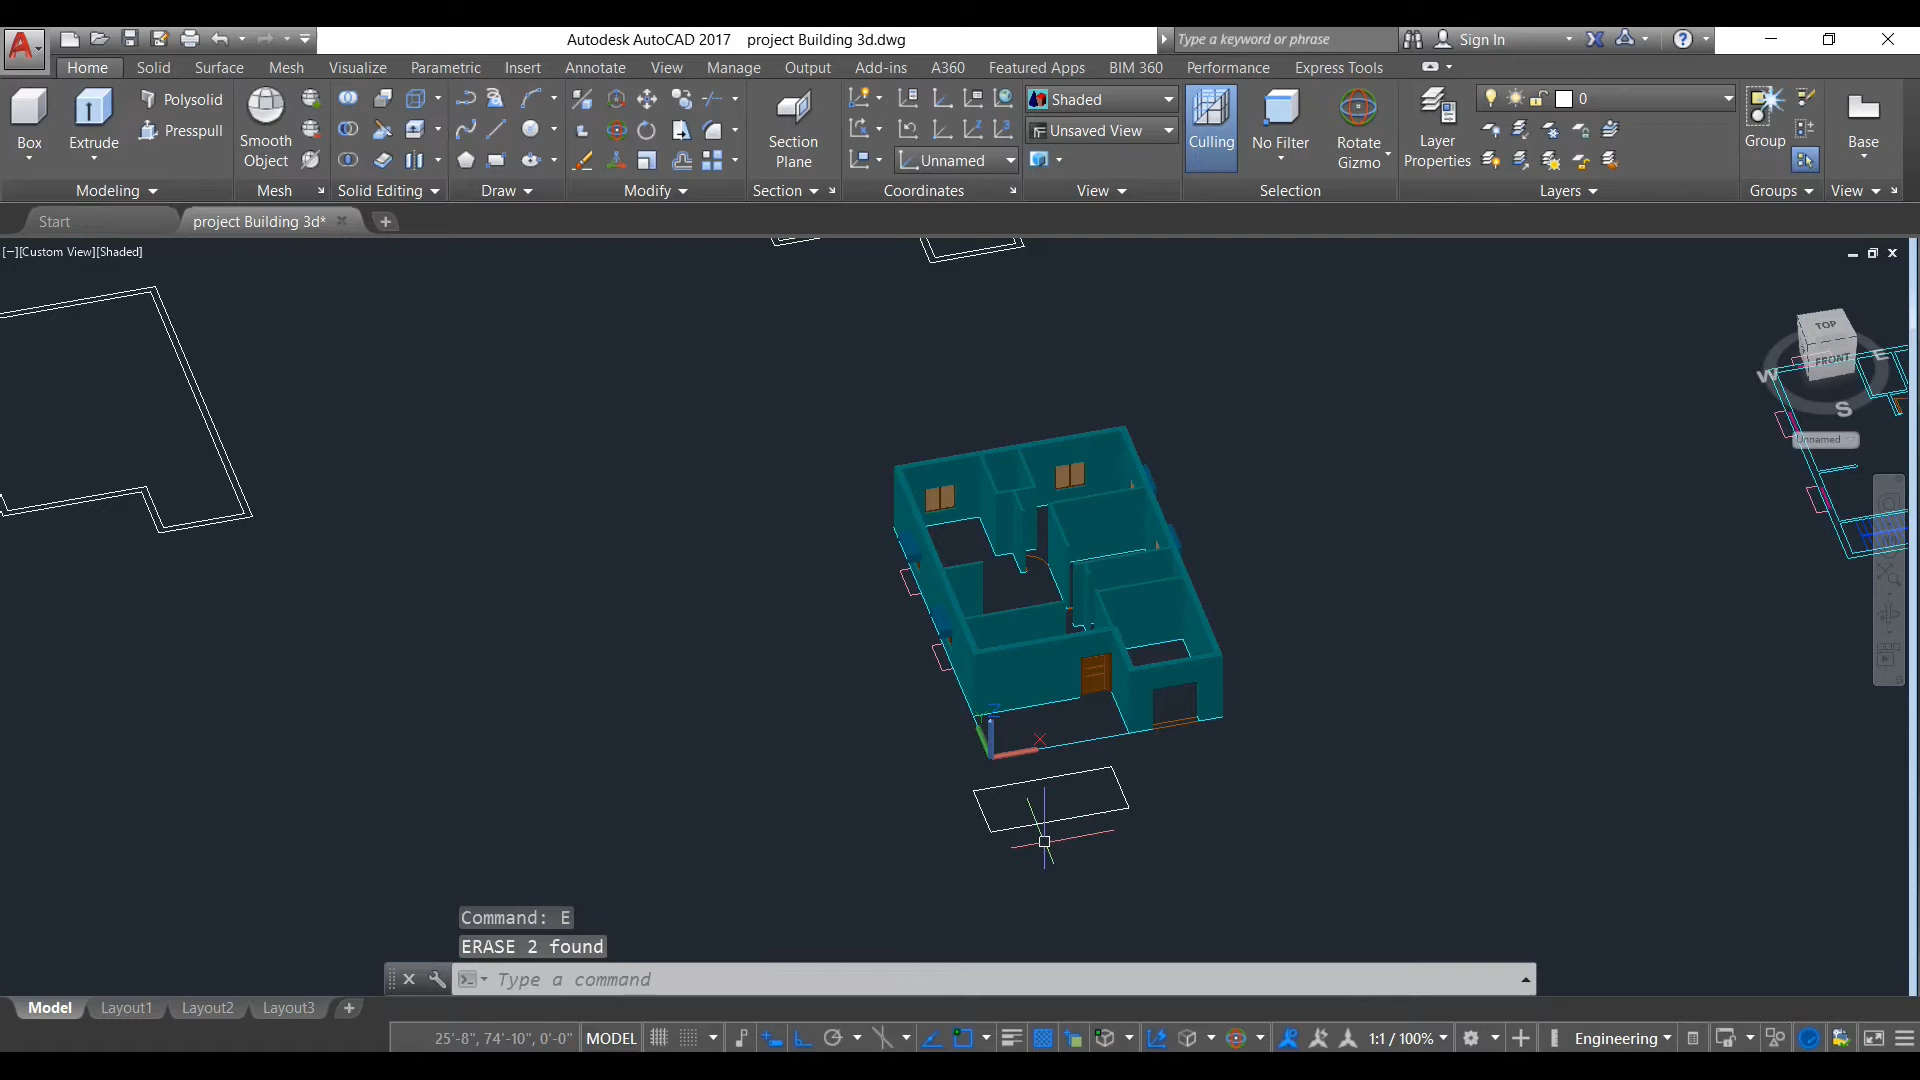 Autodesk AutoCAD 2017 project Building 3d.dwg
Type a keyword or phrase
Sign In
Home Solid Surface Mesh Visualize Parametric Insert Annotate View Manage Output Add-ins A360 Featured Apps BIM 360 Performance Express Tools
Box
Extrude
Polysolid
Presspull
Smooth Object
Section Plane
Unnamed
Shaded
Unsaved View
Culling
No Filter
Rotate Gizmo
Layer Properties
0
Group
Base
Modeling
Mesh
Solid Editing
Draw
Modify
Section
Coordinates
View
Selection
Layers
Groups
View
Start
project Building 3d*
[−][Custom View][Shaded]
TOP
FRONT
W
E
S
Unnamed
Z
X
Command: E
ERASE 2 found
Type a command
Model Layout1 Layout2 Layout3
25'-8", 74'-10", 0'-0" MODEL
1:1 / 100%
Engineering